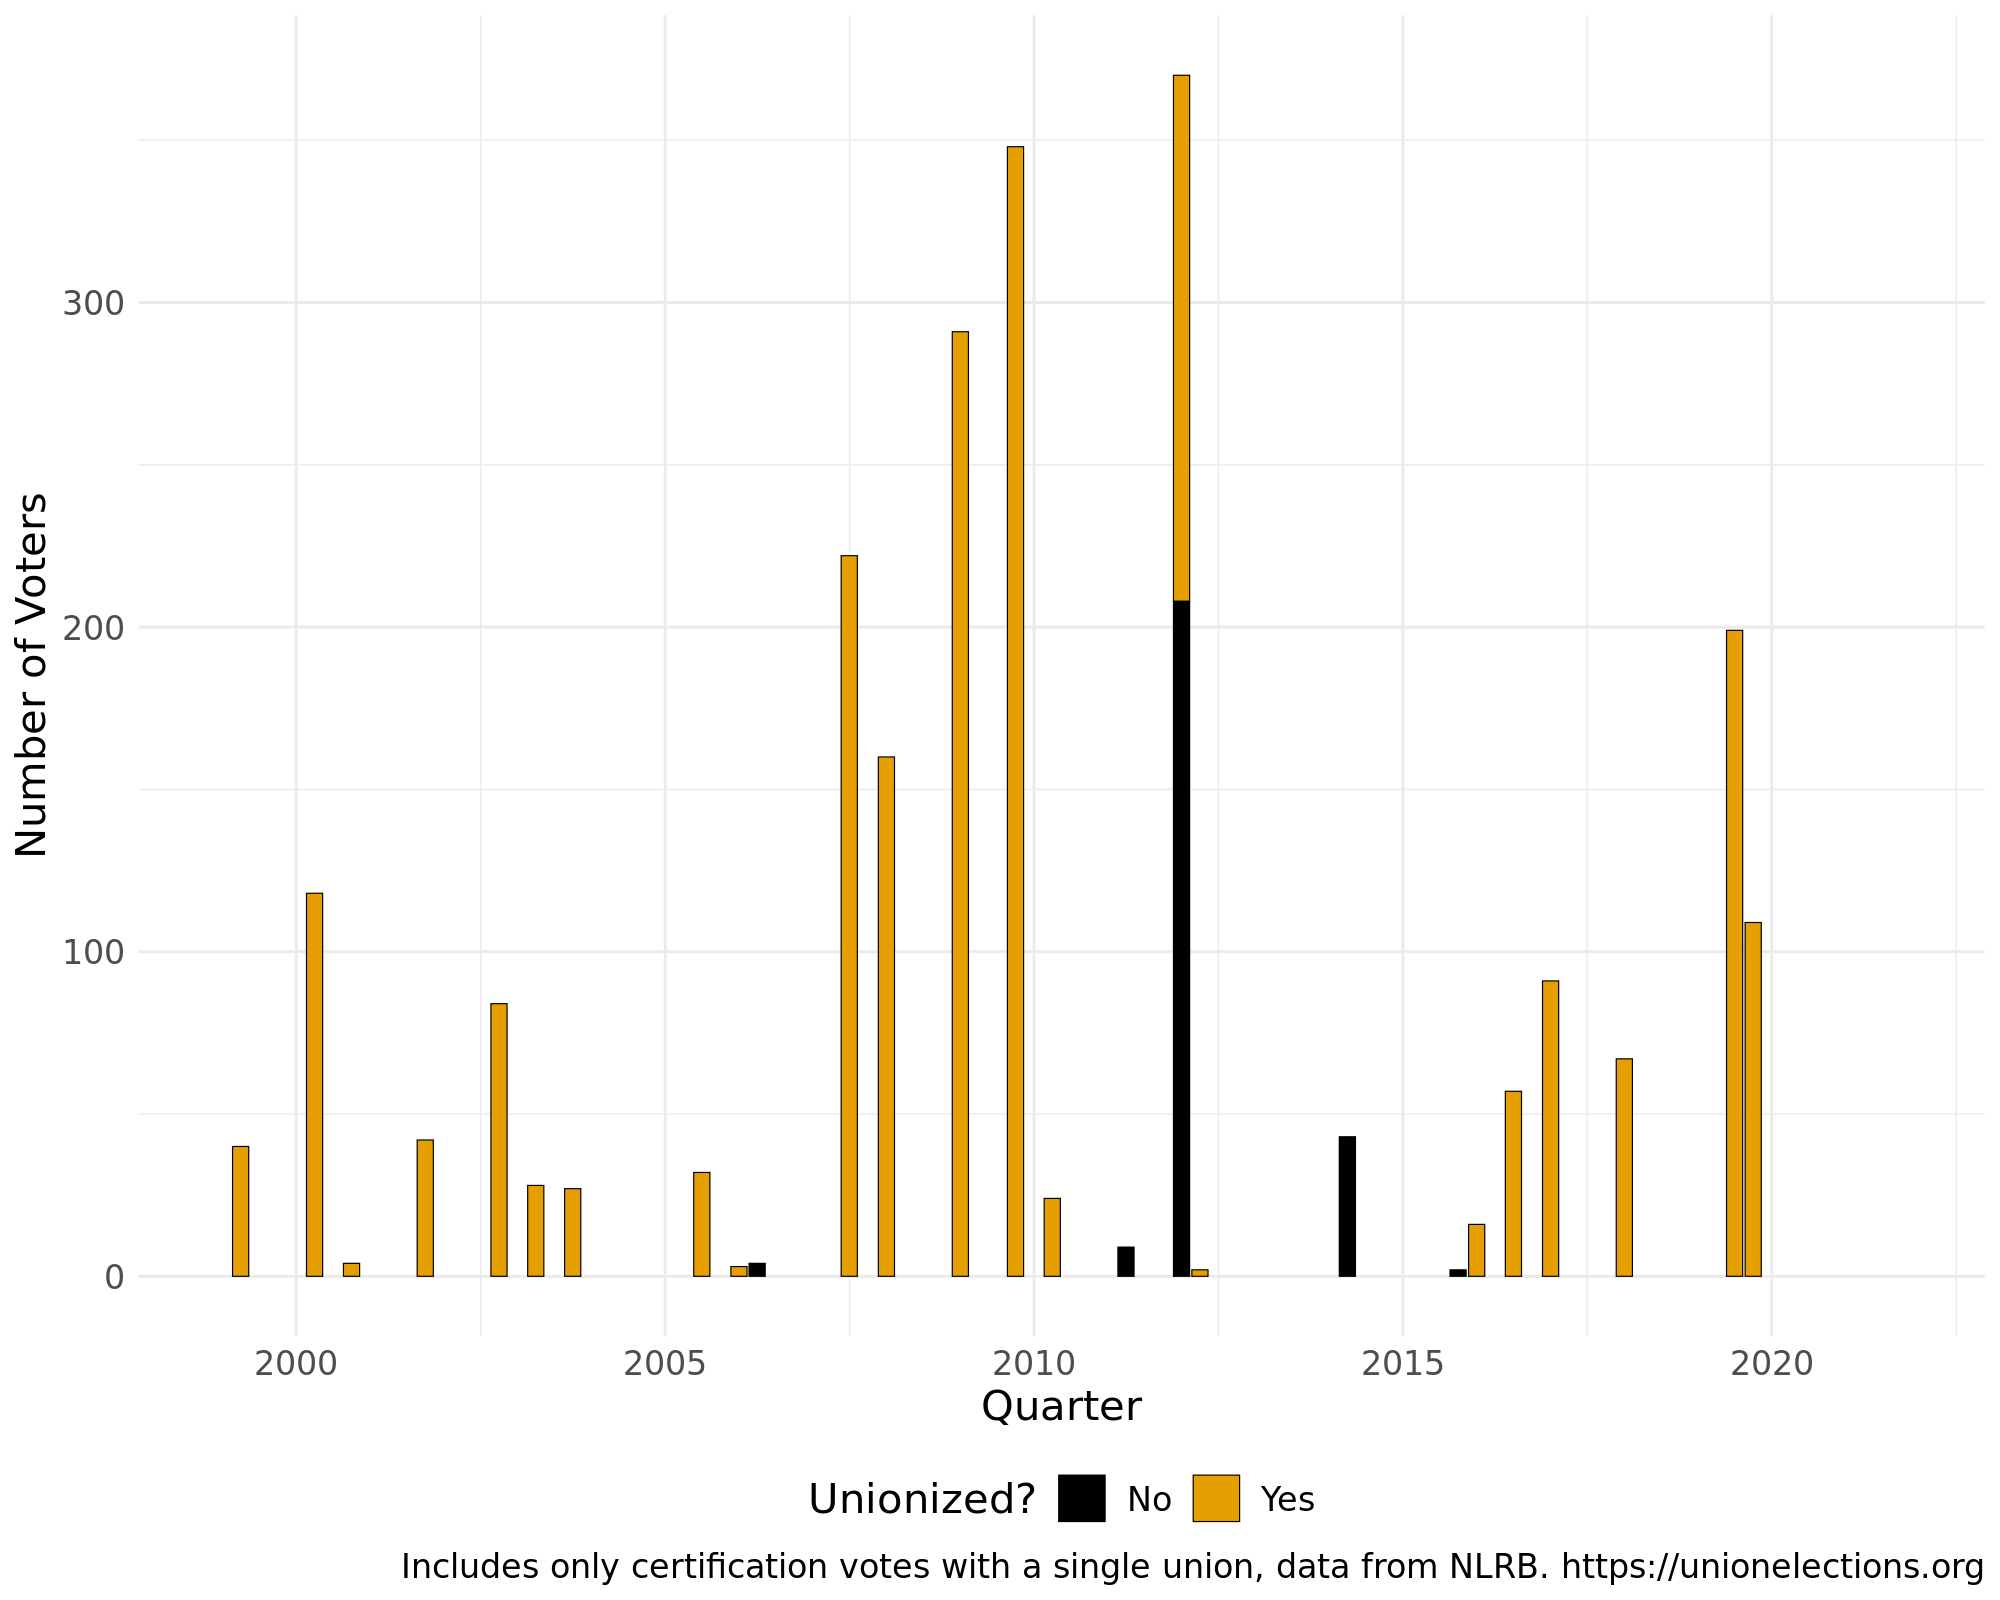 Number of Voters
300
200
100
0
2000 2005 2010 2015 2020
Quarter
Unionized? No Yes
Includes only certification votes with a single union, data from NLRB. https://unionelections.org